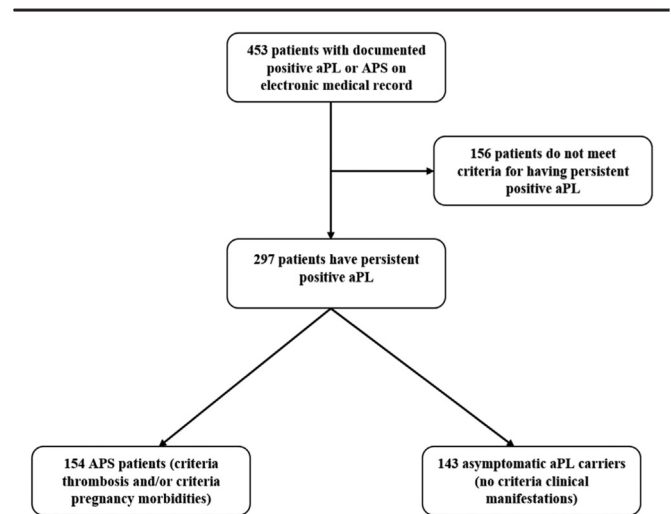 453 patients with documented
positive aPL or APS on
electronic medical record
156 patients do not meet
criteria for having persistent
positive aPL
297 patients have persistent
positive aPL
154 APS patients (criteria
thrombosis and/or criteria
pregnancy morbidities)
143 asymptomatic aPL carriers
(no criteria clinical
manifestations)